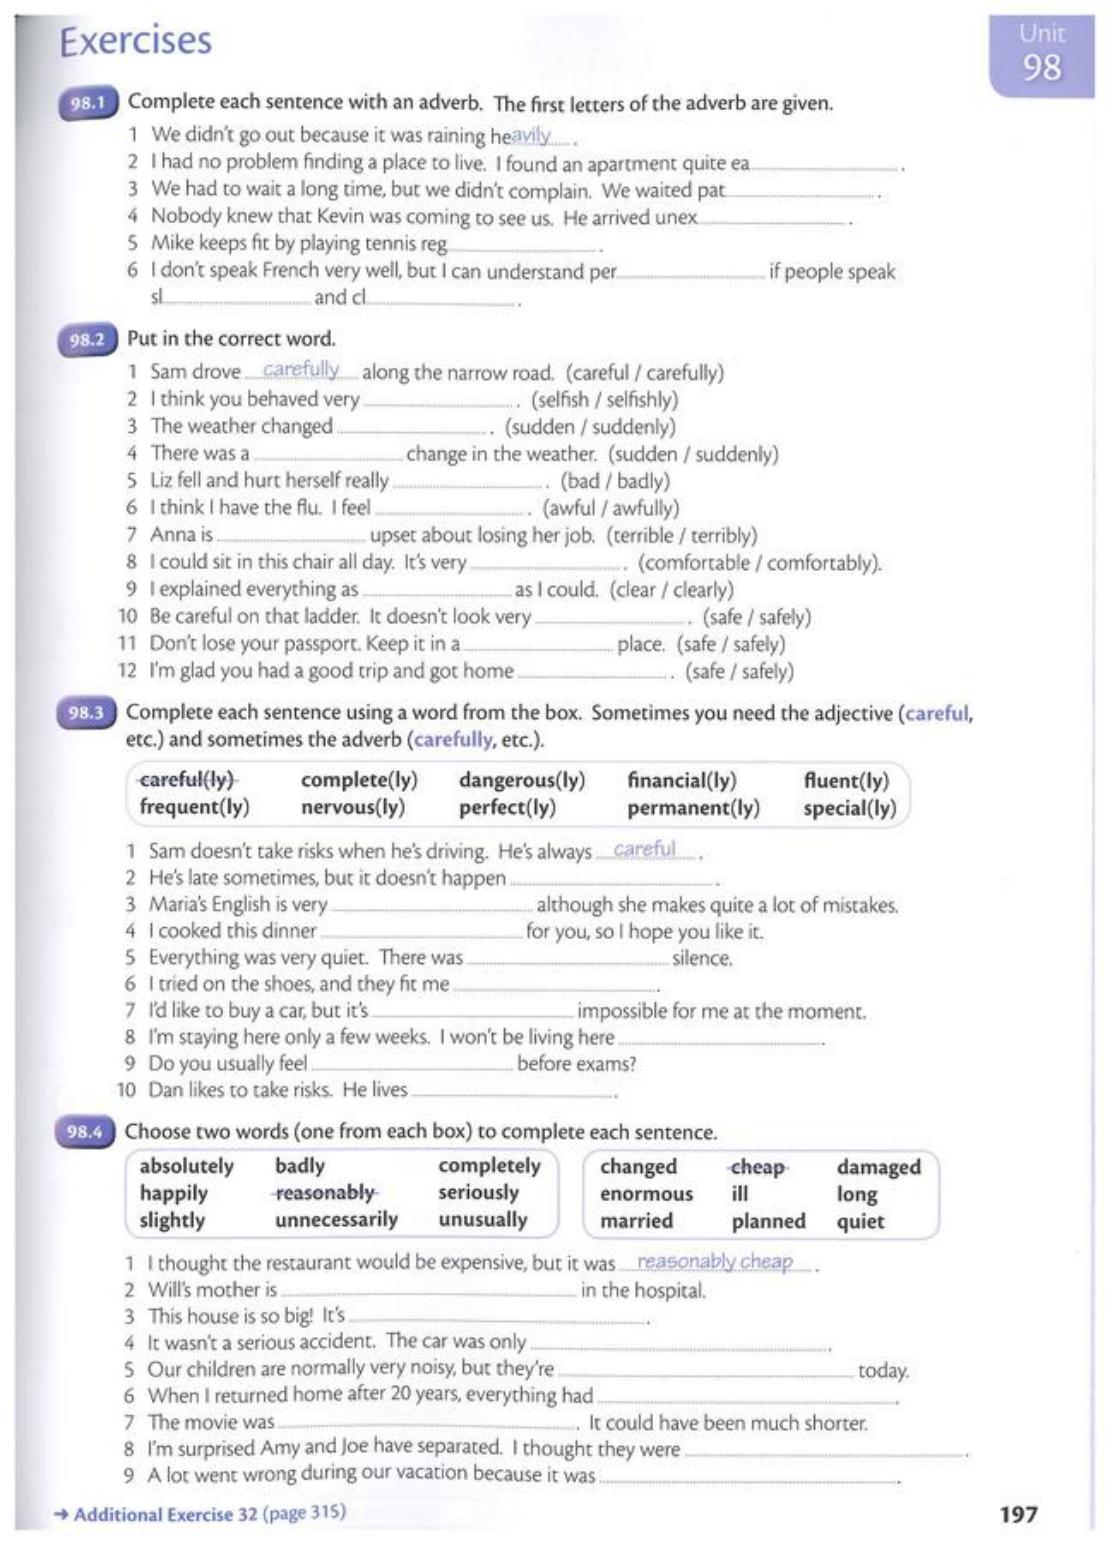 Exercises
Unit
98
98.1 Complete each sentence with an adverb. The first letters of the adverb are given.
1 We didn't go out because it was raining heavily.
2 I had no problem finding a place to live. I found an apartment quite ea .
3 We had to wait a long time, but we didn't complain. We waited pat .
4 Nobody knew that Kevin was coming to see us. He arrived unex .
5 Mike keeps fit by playing tennis reg .
6 I don't speak French very well, but I can understand per if people speak
sl and cl .
98.2 Put in the correct word.
1 Sam drove carefully along the narrow road. (careful / carefully)
2 I think you behaved very . (selfish / selfishly)
3 The weather changed . (sudden / suddenly)
4 There was a change in the weather. (sudden / suddenly)
5 Liz fell and hurt herself really . (bad / badly)
6 I think I have the flu. I feel . (awful / awfully)
7 Anna is upset about losing her job. (terrible / terribly)
8 I could sit in this chair all day. It's very . (comfortable / comfortably).
9 I explained everything as as I could. (clear / clearly)
10 Be careful on that ladder. It doesn't look very . (safe / safely)
11 Don't lose your passport. Keep it in a place. (safe / safely)
12 I'm glad you had a good trip and got home . (safe / safely)
98.3 Complete each sentence using a word from the box. Sometimes you need the adjective (careful,
etc.) and sometimes the adverb (carefully, etc.).
careful(ly) complete(ly) dangerous(ly) financial(ly) fluent(ly)
frequent(ly) nervous(ly) perfect(ly) permanent(ly) special(ly)
1 Sam doesn't take risks when he's driving. He's always careful .
2 He's late sometimes, but it doesn't happen .
3 Maria's English is very although she makes quite a lot of mistakes.
4 I cooked this dinner for you, so I hope you like it.
5 Everything was very quiet. There was silence.
6 I tried on the shoes, and they fit me .
7 I'd like to buy a car, but it's impossible for me at the moment.
8 I'm staying here only a few weeks. I won't be living here .
9 Do you usually feel before exams?
10 Dan likes to take risks. He lives .
98.4 Choose two words (one from each box) to complete each sentence.
absolutely badly completely changed cheap damaged
happily reasonably seriously enormous ill long
slightly unnecessarily unusually married planned quiet
1 I thought the restaurant would be expensive, but it was reasonably cheap .
2 Will's mother is in the hospital.
3 This house is so big! It's .
4 It wasn't a serious accident. The car was only .
5 Our children are normally very noisy, but they're today.
6 When I returned home after 20 years, everything had .
7 The movie was . It could have been much shorter.
8 I'm surprised Amy and Joe have separated. I thought they were .
9 A lot went wrong during our vacation because it was .
→ Additional Exercise 32 (page 315)
197